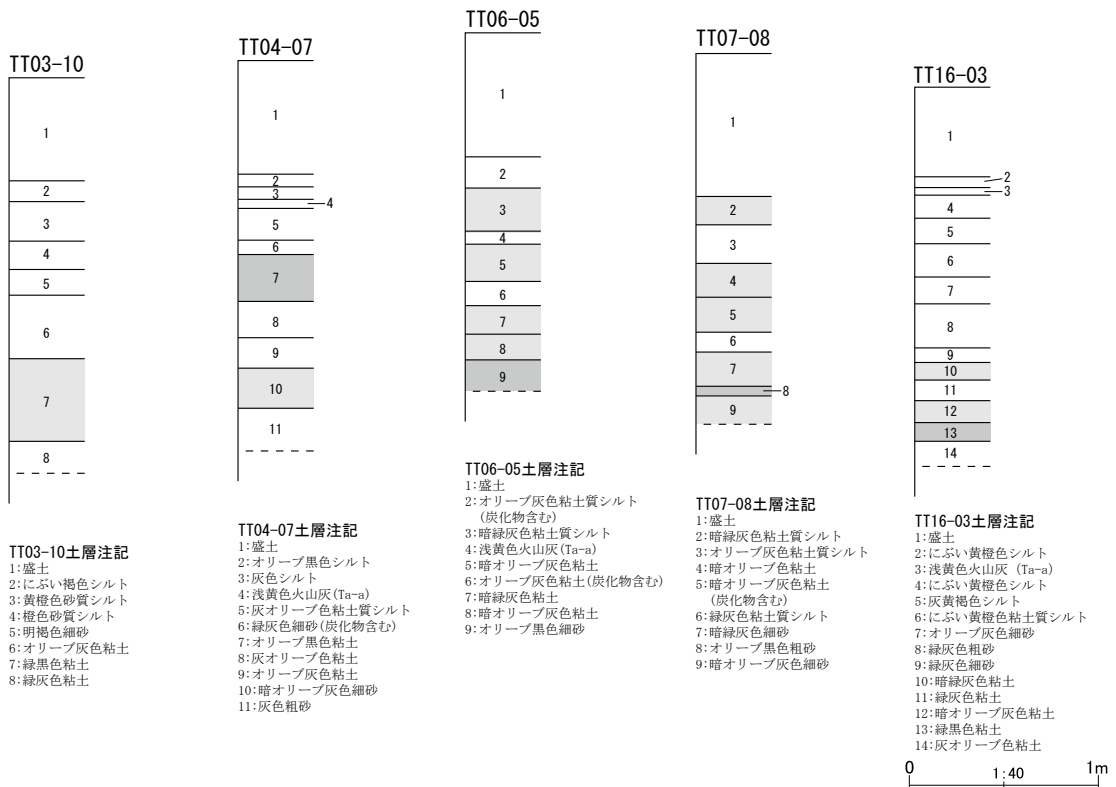 TT03-10
1
2
3
4
5
6
7
8
TT03-10土層注記
1:盛土
2:にぶい褐色シルト
3:黄橙色砂質シルト
4:橙色砂質シルト
5:明褐色細砂
6:オリーブ灰色粘土
7:緑黒色粘土
8:緑灰色粘土
TT04-07
1
2
3
4
5
6
7
8
9
10
11
TT04-07土層注記
1:盛土
2:オリーブ黒色シルト
3:灰色シルト
4:浅黄色火山灰(Ta-a)
5:灰オリーブ色粘土質シルト
6:緑灰色細砂(炭化物含む)
7:オリーブ黒色粘土
8:灰オリーブ色粘土
9:オリーブ灰色粘土
10:暗オリーブ灰色細砂
11:灰色粗砂
TT06-05
1
2
3
4
5
6
7
8
9
TT06-05土層注記
1:盛土
2:オリーブ灰色粘土質シルト
(炭化物含む)
3:暗緑灰色粘土質シルト
4:浅黄色火山灰(Ta-a)
5:暗オリーブ灰色粘土
6:オリーブ灰色粘土(炭化物含む)
7:暗緑灰色粘土
8:暗オリーブ灰色粘土
9:オリーブ黒色細砂
TT07-08
1
2
3
4
5
6
7
8
9
TT07-08土層注記
1:盛土
2:暗緑灰色粘土質シルト
3:オリーブ灰色粘土質シルト
4:暗オリーブ灰色粘土
5:暗オリーブ灰色粘土
(炭化物含む)
6:緑灰色粘土質シルト
7:暗緑灰色細砂
8:オリーブ黒色粗砂
9:暗オリーブ灰色細砂
TT16-03
1
2
3
4
5
6
7
8
9
10
11
12
13
14
TT16-03土層注記
1:盛土
2:にぶい黄橙色シルト
3:浅黄色火山灰 (Ta-a)
4:にぶい黄橙色シルト
5:灰黄褐色シルト
6:にぶい黄橙色粘土質シルト
7:オリーブ灰色細砂
8:緑灰色粗砂
9:緑灰色細砂
10:暗緑灰色粘土
11:緑灰色粘土
12:暗オリーブ灰色粘土
13:緑黒色粘土
14:灰オリーブ色粘土
0 1:40 1m